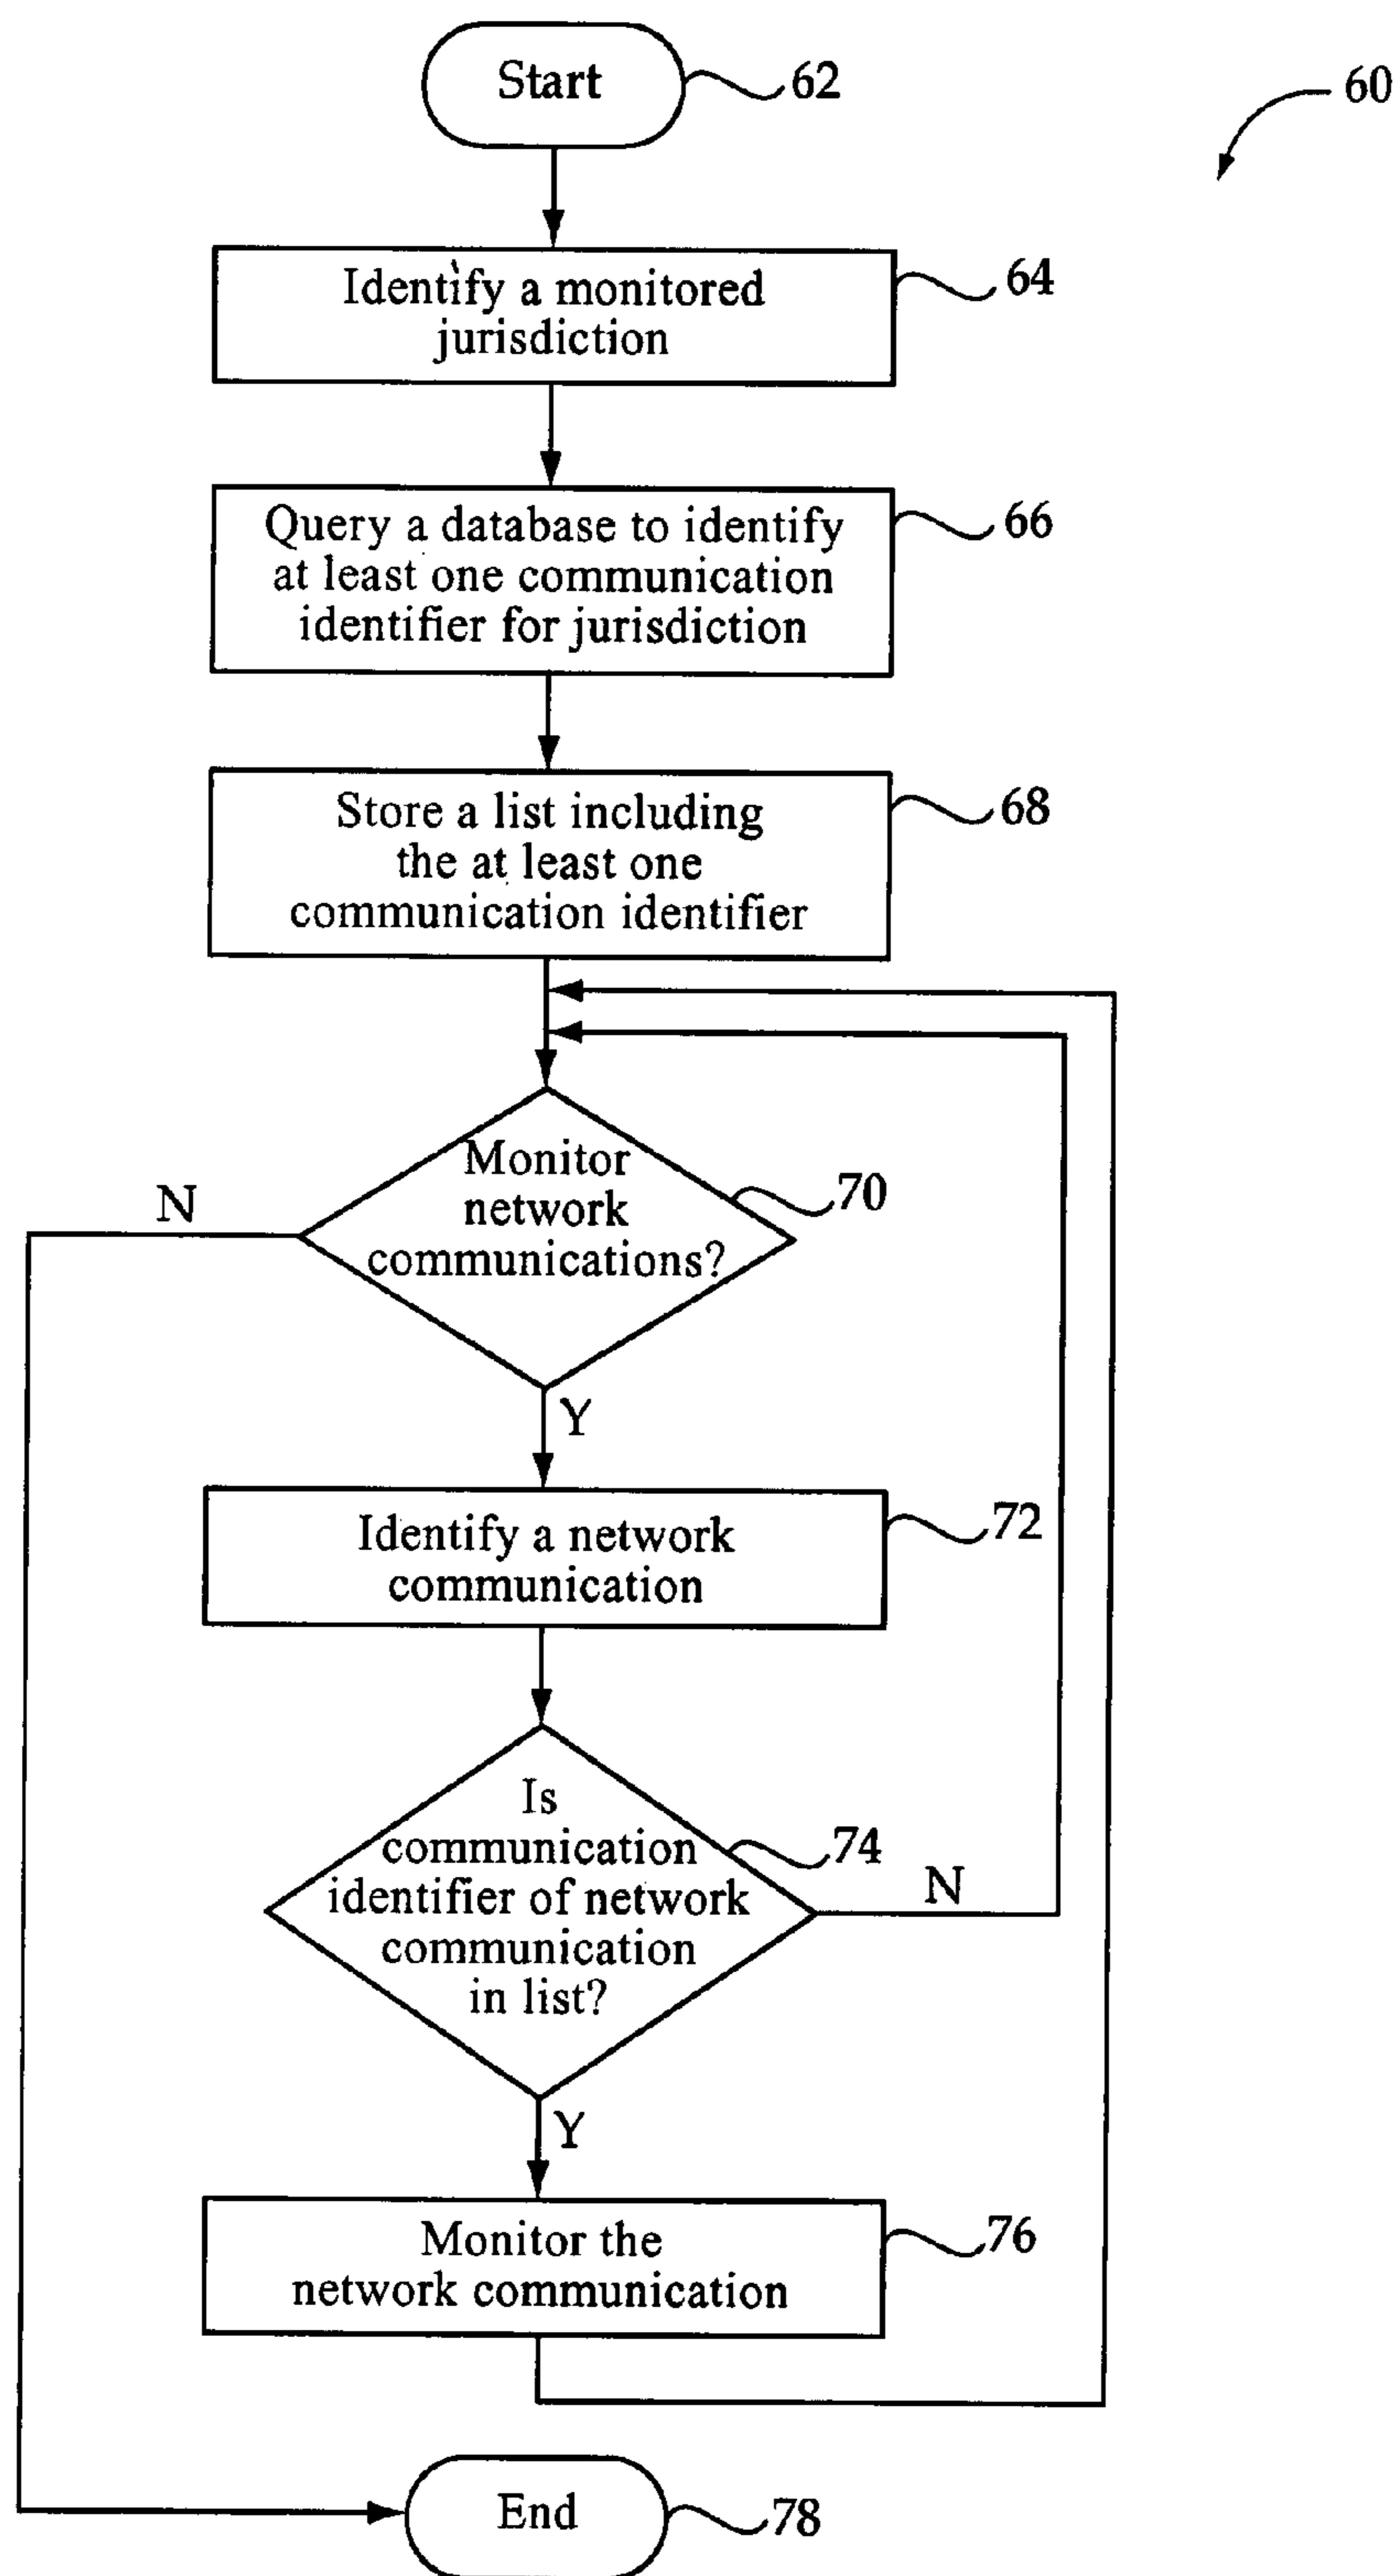 Start
62
60
Identify a monitored
jurisdiction
64
Query a database to identify
at least one communication
identifier for jurisdiction
66
Store a list including
the at least one
communication identifier
68
Monitor
network
communications?
70
N
Y
Identify a network
communication
72
Is
communication
identifier of network
communication
in list?
74
N
Y
Monitor the
network communication
76
End
78